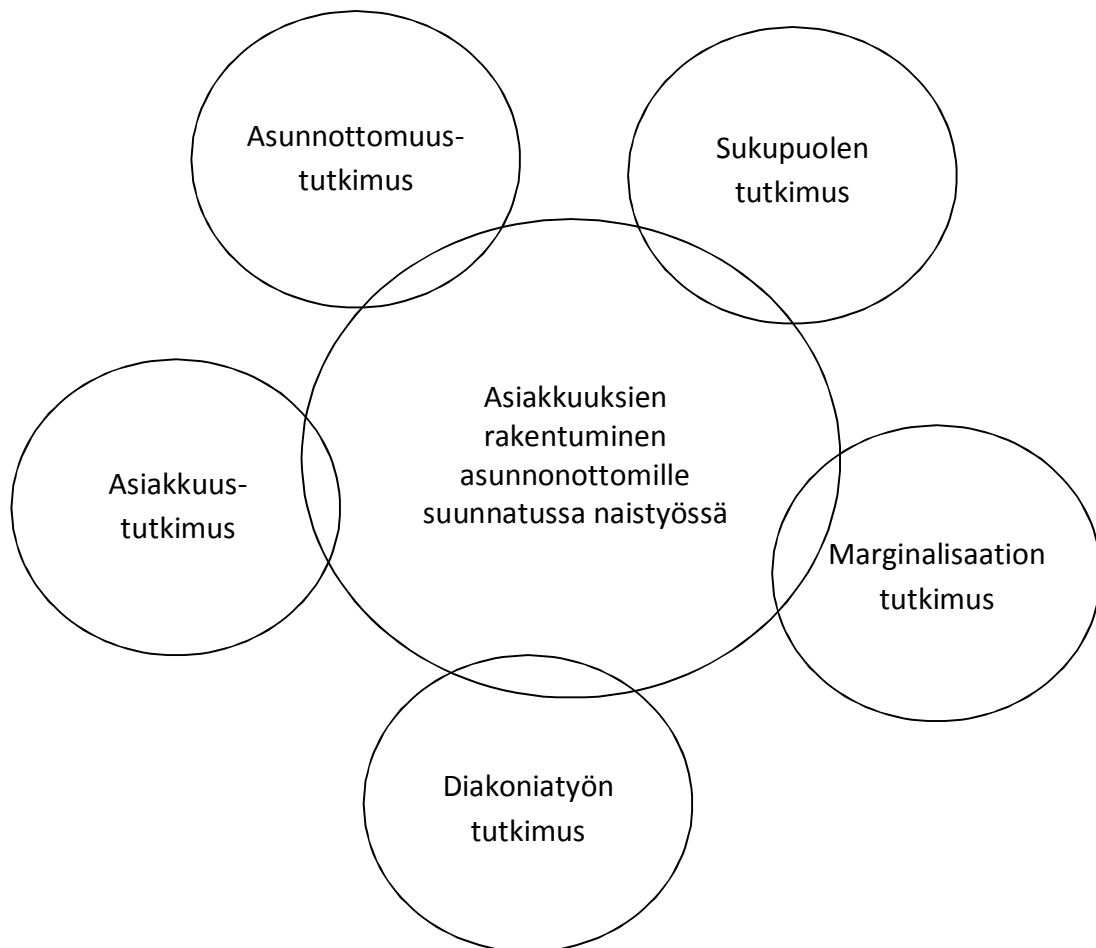 Asunnottomuus-
tutkimus
Sukupuolen
tutkimus
Asiakkuuksien
rakentuminen
asunnonottomille
suunnatussa naistyössä
Asiakkuus-
tutkimus
Marginalisaation
tutkimus
Diakoniatyön
tutkimus